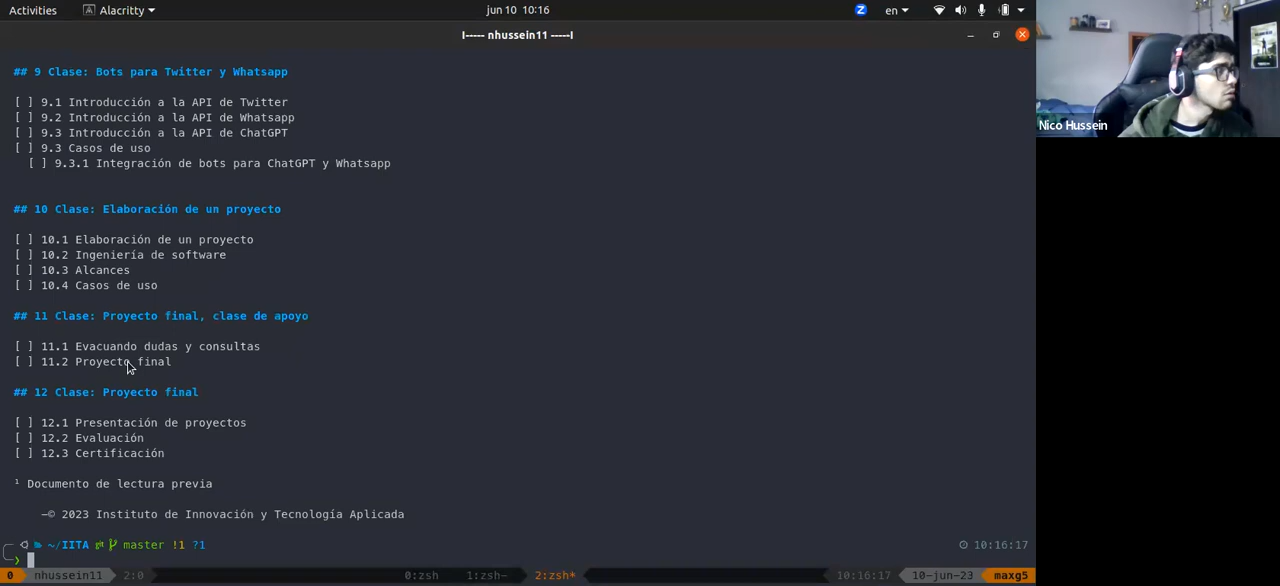 Activities
Alacritty
jun 10 10:16
Z
en
I----- nhussein11 -----I
Nico Hussein
## 9 Clase: Bots para Twitter y Whatsapp
[ ] 9.1 Introducción a la API de Twitter
[ ] 9.2 Introducción a la API de Whatsapp
[ ] 9.3 Introducción a la API de ChatGPT
[ ] 9.3 Casos de uso
[ ] 9.3.1 Integración de bots para ChatGPT y Whatsapp
## 10 Clase: Elaboración de un proyecto
[ ] 10.1 Elaboración de un proyecto
[ ] 10.2 Ingeniería de software
[ ] 10.3 Alcances
[ ] 10.4 Casos de uso
## 11 Clase: Proyecto final, clase de apoyo
[ ] 11.1 Evacuando dudas y consultas
[ ] 11.2 Proyecto final
## 12 Clase: Proyecto final
[ ] 12.1 Presentación de proyectos
[ ] 12.2 Evaluación
[ ] 12.3 Certificación
¹ Documento de lectura previa
—© 2023 Instituto de Innovación y Tecnología Aplicada
~/IITA master !1 ?1 10:16:17
0 nhussein11 2:0 0:zsh 1:zsh- 2:zsh* 10:16:17 10-jun-23 maxg5